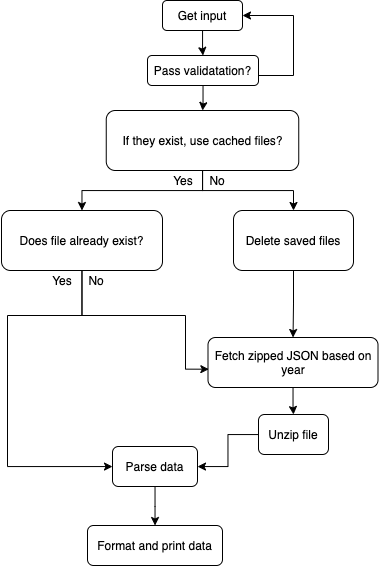 Get input
Pass validatation?
If they exist, use cached files?
Yes No
Does file already exist?
Delete saved files
Yes No
Fetch zipped JSON based on
year
Unzip file
Parse data
Format and print data